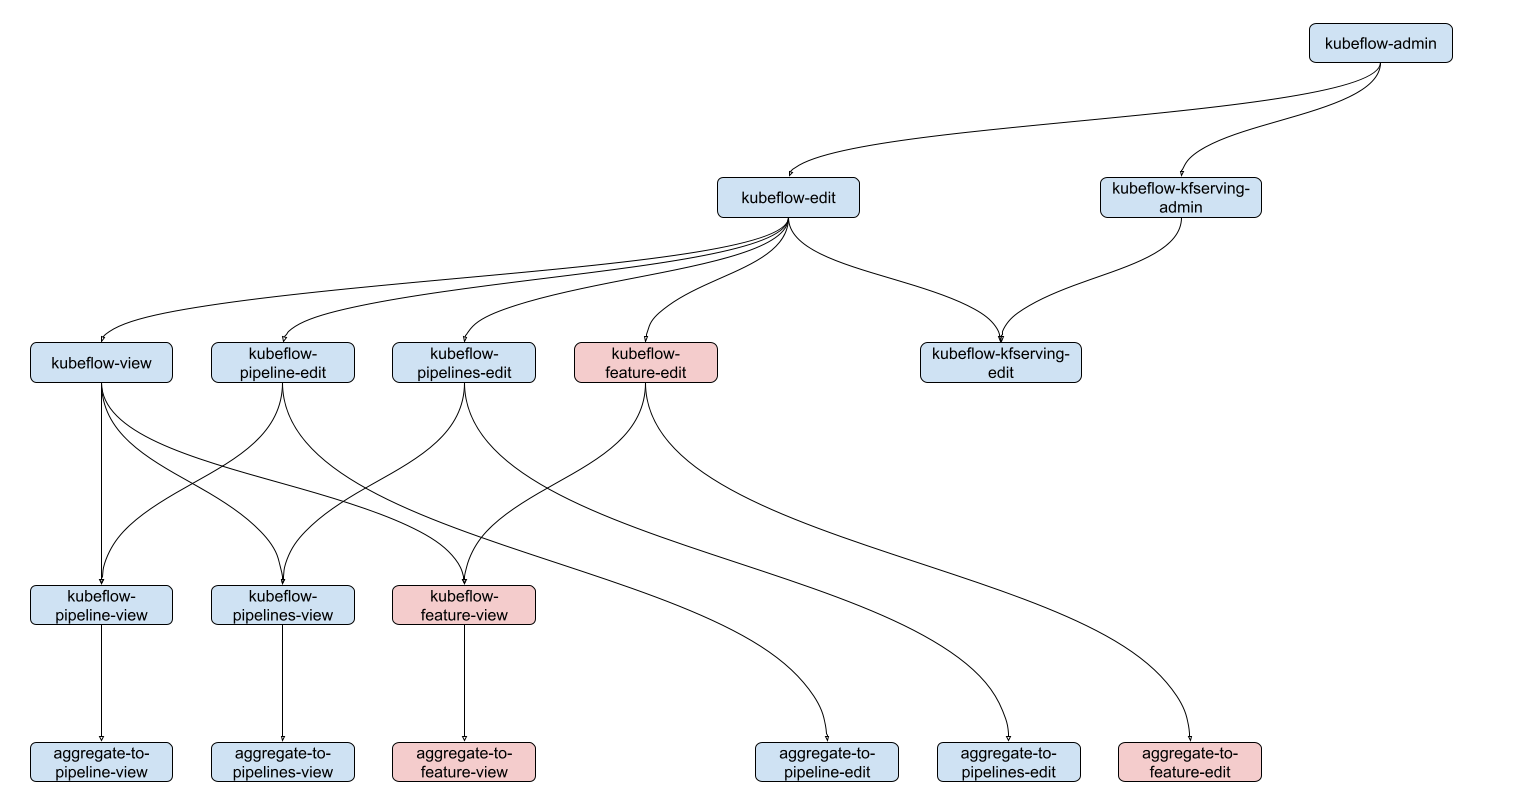 kubeflow-admin
kubeflow-edit
kubeflow-kfserving-
admin
kubeflow-view
kubeflow-
pipeline-edit
kubeflow-
pipelines-edit
kubeflow-
feature-edit
kubeflow-kfserving-
edit
kubeflow-
pipeline-view
kubeflow-
pipelines-view
kubeflow-
feature-view
aggregate-to-
pipeline-view
aggregate-to-
pipelines-view
aggregate-to-
feature-view
aggregate-to-
pipeline-edit
aggregate-to-
pipelines-edit
aggregate-to-
feature-edit